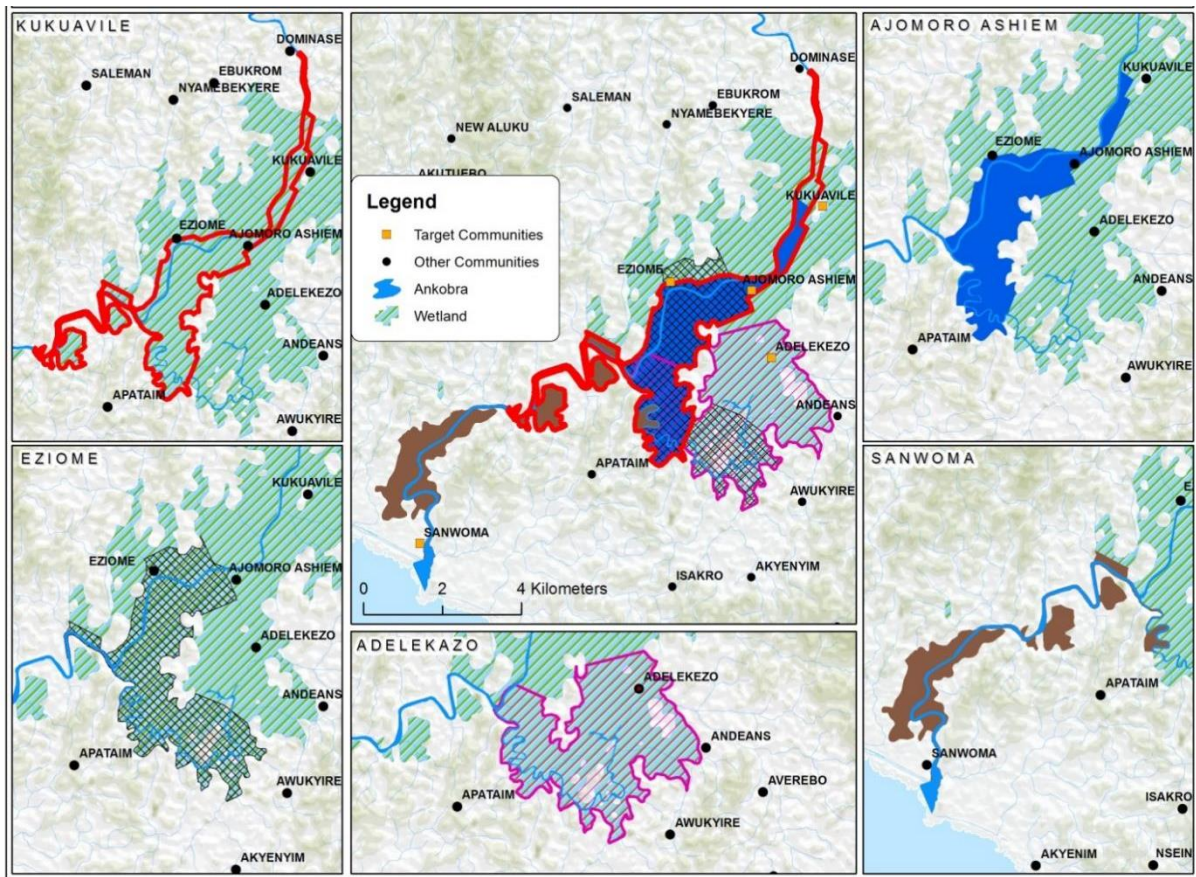 KUKUAVILE
DOMINASE
SALEMAN
EBUKROM
NYAMEBEKYERE
KUKUAVILE
EZIOME
AJOMORO ASHIEM
ADELEKEZO
ANDEANS
APATAIM
AWUKYIRE
DOMINASE
SALEMAN
EBUKROM
NYAMEBEKYERE
NEW ALUKU
AKUTUEBO
KUKUAVILE
Legend
Target Communities
Other Communities
Ankobra
Wetland
EZIOME
AJOMORO ASHIEM
ADELEKEZO
ANDEANS
APATAIM
AWUKYIRE
SANWOMA
ISAKRO
AKYENYIM
0 2 4 Kilometers
AJOMORO ASHIEM
KUKUAVILE
EZIOME
AJOMORO ASHIEM
ADELEKEZO
ANDEANS
APATAIM
AWUKYIRE
EZIOME
KUKUAVILE
EZIOME
AJOMORO ASHIEM
ADELEKEZO
ANDEANS
APATAIM
AWUKYIRE
AKYENYIM
ADELEKAZO
ADELEKEZO
ANDEANS
AVEREBO
APATAIM
AWUKYIRE
SANWOMA
E
APATAIM
SANWOMA
ISAKRO
AKYENIM
NSEIN